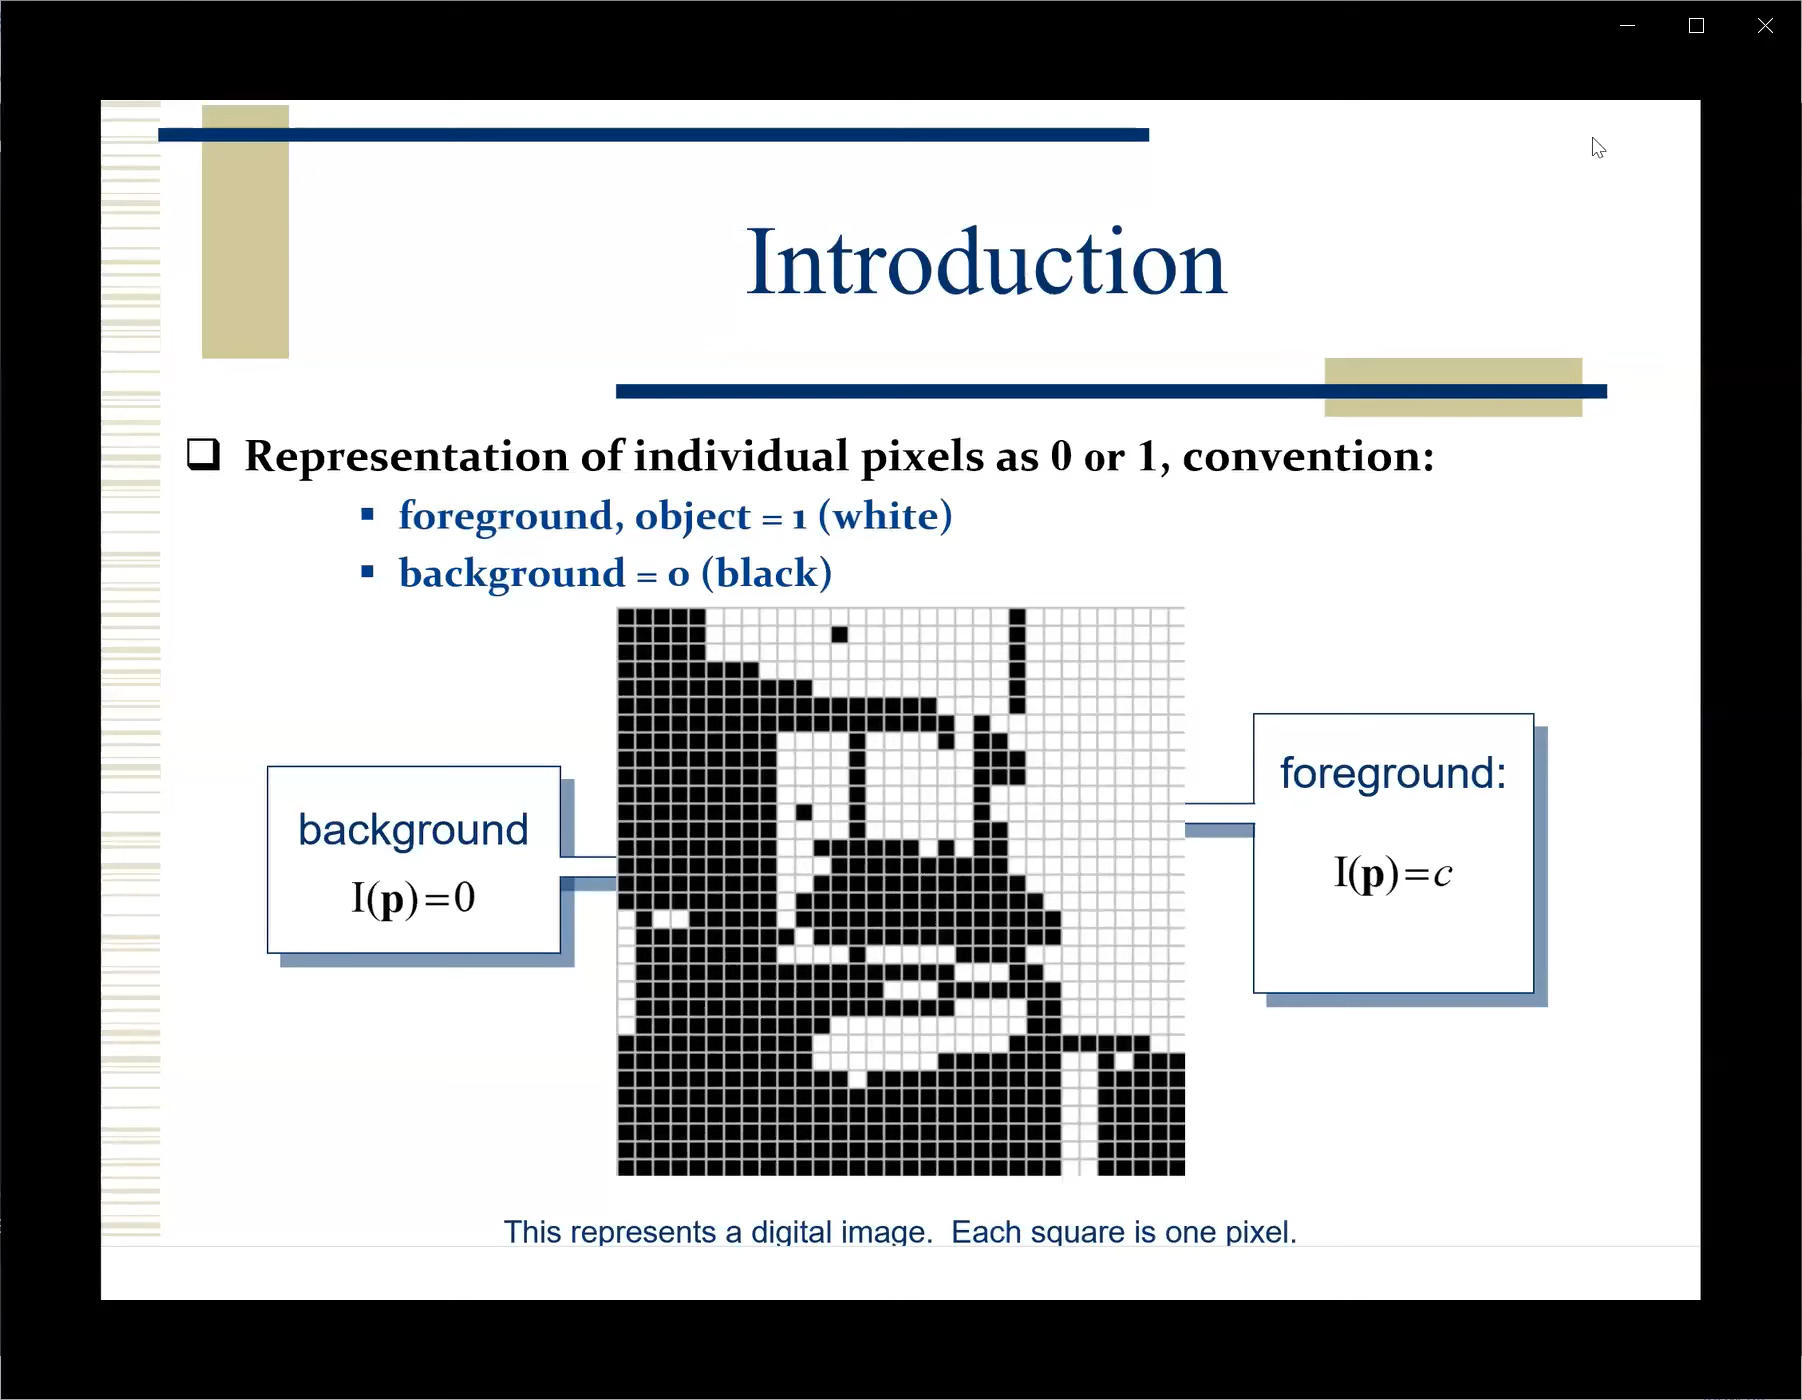 Introduction
Representation of individual pixels as 0 or 1, convention:
foreground, object = 1 (white)
background = 0 (black)
background
I(p)=0
foreground:
I(p)=c
This represents a digital image.  Each square is one pixel.